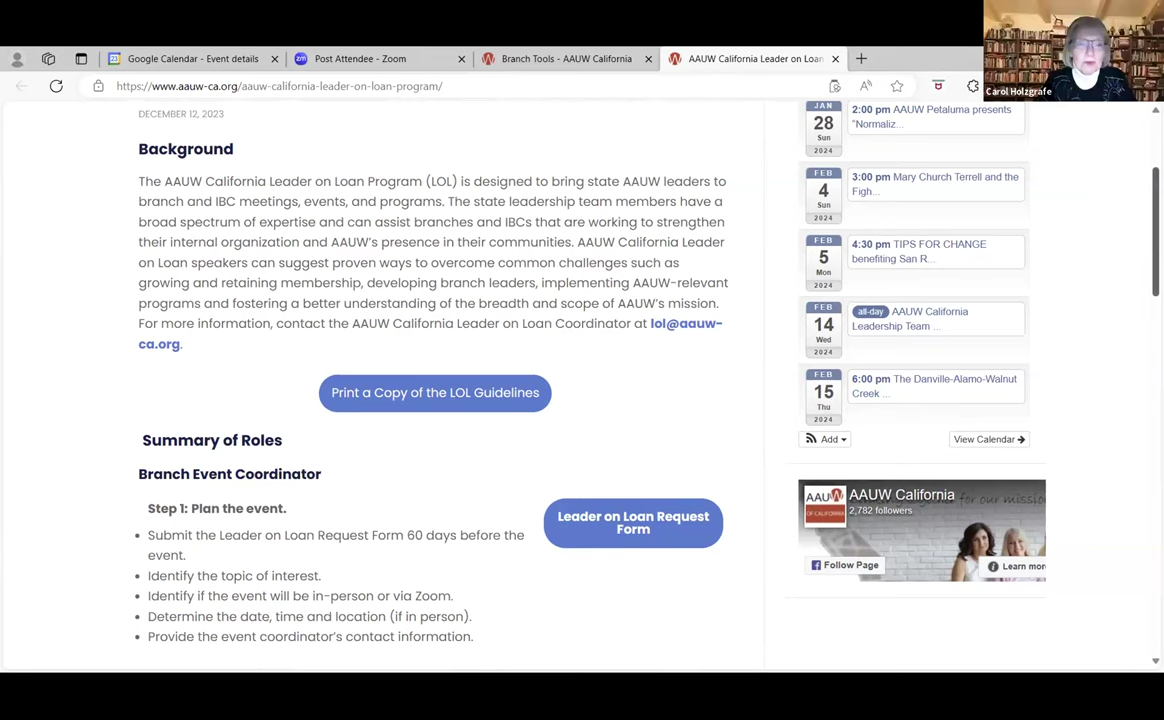 Google Calendar - Event details
Post Attendee - Zoom
Branch Tools - AAUW California
AAUW California Leader on Loan
https://www.aauw-ca.org/aauw-california-leader-on-loan-program/
Carol Holzgrafe
DECEMBER 12, 2023
Background
The AAUW California Leader on Loan Program (LOL) is designed to bring state AAUW leaders to
branch and IBC meetings, events, and programs. The state leadership team members have a
broad spectrum of expertise and can assist branches and IBCs that are working to strengthen
their internal organization and AAUW's presence in their communities. AAUW California Leader
on Loan speakers can suggest proven ways to overcome common challenges such as
growing and retaining membership, developing branch leaders, implementing AAUW-relevant
programs and fostering a better understanding of the breadth and scope of AAUW's mission.
For more information, contact the AAUW California Leader on Loan Coordinator at lol@aauw-
ca.org.
Print a Copy of the LOL Guidelines
Summary of Roles
Branch Event Coordinator
Step 1: Plan the event.
• Submit the Leader on Loan Request Form 60 days before the
event.
• Identify the topic of interest.
• Identify if the event will be in-person or via Zoom.
• Determine the date, time and location (if in person).
• Provide the event coordinator's contact information.
Leader on Loan Request
Form
JAN
28
Sun
2024
2:00 pm AAUW Petaluma presents
"Normaliz...
FEB
4
Sun
2024
3:00 pm Mary Church Terrell and the
Figh...
FEB
5
Mon
2024
4:30 pm TIPS FOR CHANGE
benefiting San R...
FEB
14
Wed
2024
all-day AAUW California
Leadership Team ...
FEB
15
Thu
2024
6:00 pm The Danville-Alamo-Walnut
Creek ...
Add
View Calendar
AAUW
OF CALIFORNIA
AAUW California
2,782 followers
for our
Follow Page
Learn more